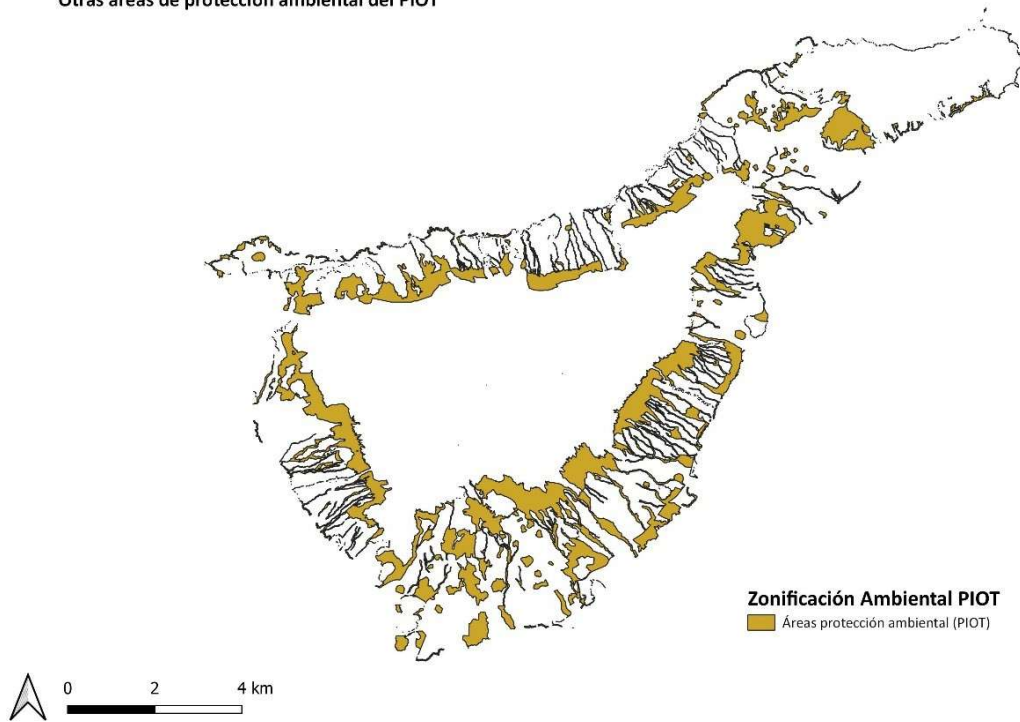 Otras áreas de protección ambiental del PIOT
Zonificación Ambiental PIOT
Áreas protección ambiental (PIOT)
0 2 4 km